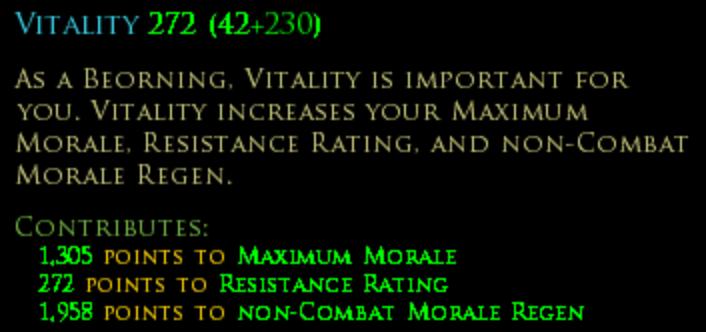 Vitality 272 (42+230)
As a Beorning, Vitality is important for
you. Vitality increases your Maximum
Morale, Resistance Rating, and non-Combat
Morale Regen.
Contributes:
1,305 points to Maximum Morale
272 points to Resistance Rating
1,958 points to non-Combat Morale Regen